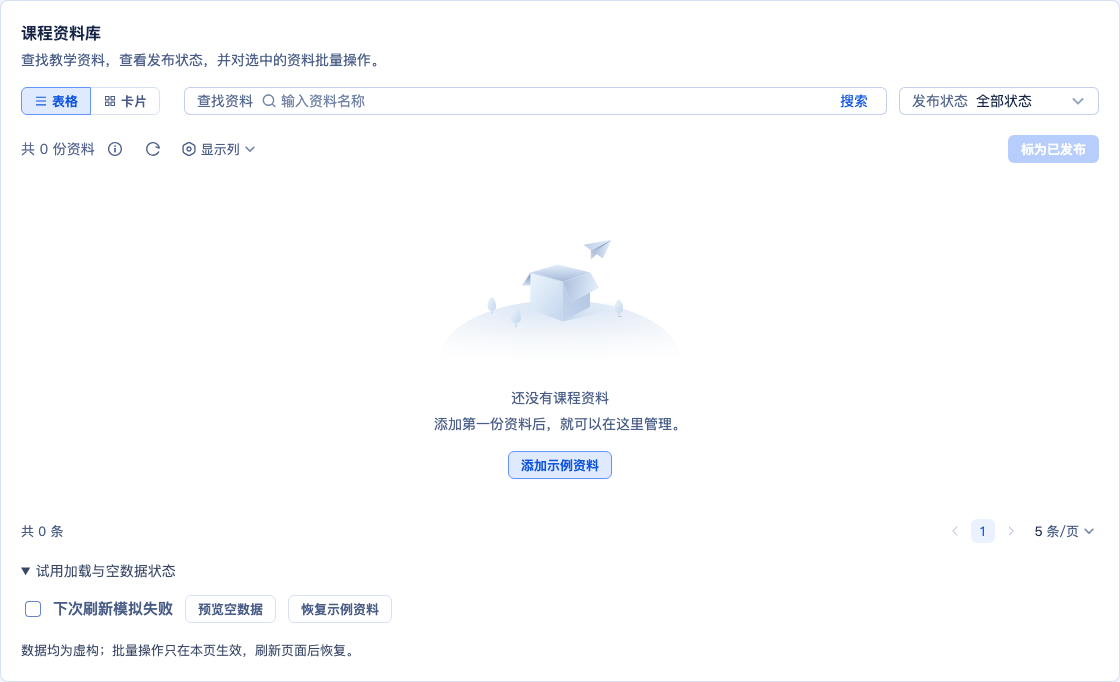 课程资料库
查找教学资料，查看发布状态，并对选中的资料批量操作。
表格 卡片 查找资料 输入资料名称 搜索 发布状态 全部状态
共 0 份资料 显示列 标为已发布
还没有课程资料
添加第一份资料后，就可以在这里管理。
添加示例资料
共 0 条 1 5 条/页
试用加载与空数据状态
下次刷新模拟失败 预览空数据 恢复示例资料
数据均为虚构；批量操作只在本页生效，刷新页面后恢复。